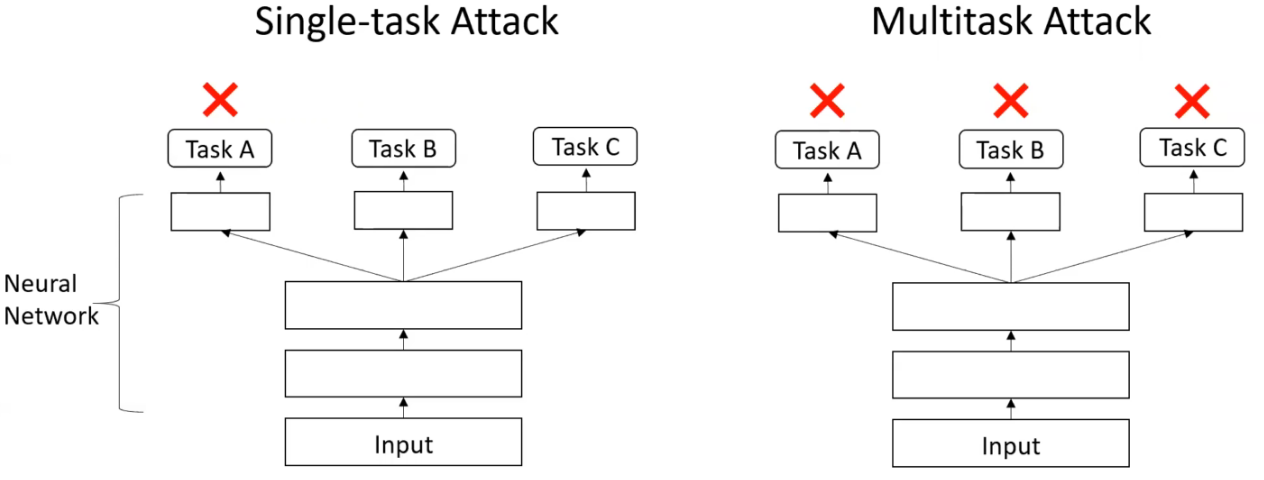 Single-task Attack
Multitask Attack
Task A
Task B
Task C
Task A
Task B
Task C
Neural
Network
Input
Input